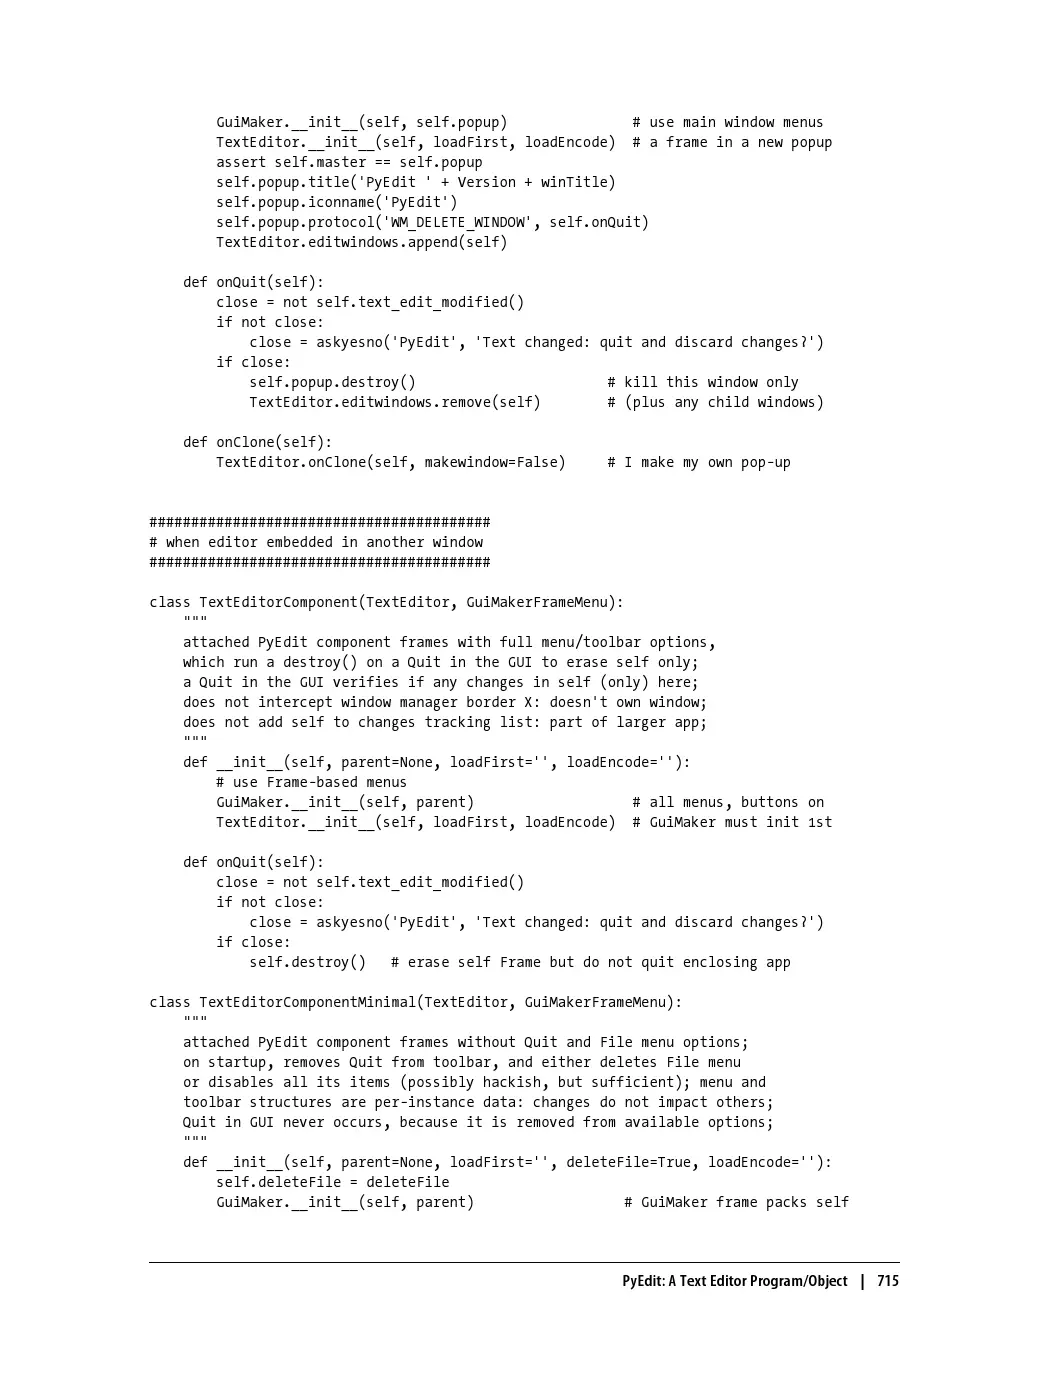 GuiMaker.__init__(self, self.popup)               # use main window menus
        TextEditor.__init__(self, loadFirst, loadEncode)  # a frame in a new popup
        assert self.master == self.popup
        self.popup.title('PyEdit ' + Version + winTitle)
        self.popup.iconname('PyEdit')
        self.popup.protocol('WM_DELETE_WINDOW', self.onQuit)
        TextEditor.editwindows.append(self)

    def onQuit(self):
        close = not self.text_edit_modified()
        if not close:
            close = askyesno('PyEdit', 'Text changed: quit and discard changes?')
        if close:
            self.popup.destroy()                       # kill this window only
            TextEditor.editwindows.remove(self)        # (plus any child windows)

    def onClone(self):
        TextEditor.onClone(self, makewindow=False)     # I make my own pop-up


#########################################
# when editor embedded in another window
#########################################

class TextEditorComponent(TextEditor, GuiMakerFrameMenu):
    """
    attached PyEdit component frames with full menu/toolbar options,
    which run a destroy() on a Quit in the GUI to erase self only;
    a Quit in the GUI verifies if any changes in self (only) here;
    does not intercept window manager border X: doesn't own window;
    does not add self to changes tracking list: part of larger app;
    """
    def __init__(self, parent=None, loadFirst='', loadEncode=''):
        # use Frame-based menus
        GuiMaker.__init__(self, parent)                   # all menus, buttons on
        TextEditor.__init__(self, loadFirst, loadEncode)  # GuiMaker must init 1st

    def onQuit(self):
        close = not self.text_edit_modified()
        if not close:
            close = askyesno('PyEdit', 'Text changed: quit and discard changes?')
        if close:
            self.destroy()   # erase self Frame but do not quit enclosing app

class TextEditorComponentMinimal(TextEditor, GuiMakerFrameMenu):
    """
    attached PyEdit component frames without Quit and File menu options;
    on startup, removes Quit from toolbar, and either deletes File menu
    or disables all its items (possibly hackish, but sufficient); menu and
    toolbar structures are per-instance data: changes do not impact others;
    Quit in GUI never occurs, because it is removed from available options;
    """
    def __init__(self, parent=None, loadFirst='', deleteFile=True, loadEncode=''):
        self.deleteFile = deleteFile
        GuiMaker.__init__(self, parent)                  # GuiMaker frame packs self

PyEdit: A Text Editor Program/Object | 715